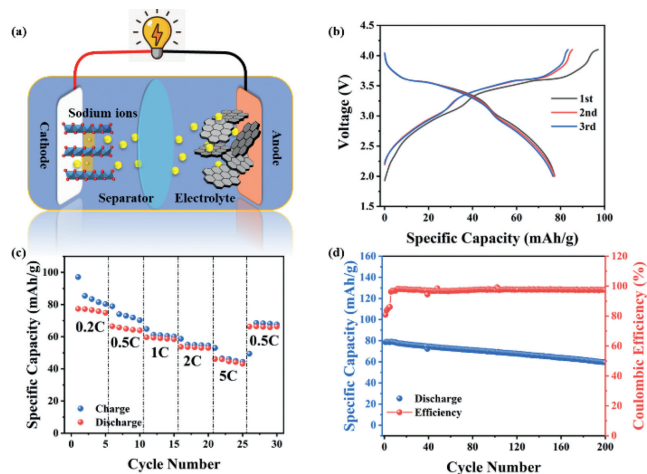 (a)
Sodium ions
Cathode
Anode
Separator
Electrolyte
(b)
Voltage (V)
4.5
4.0
3.5
3.0
2.5
2.0
1.5
1st
2nd
3rd
0 20 40 60 80 100
Specific Capacity (mAh/g)
(c)
Specific Capacity (mAh/g)
100
80
60
40
20
0
0.2C
0.5C
1C
2C
5C
0.5C
Charge
Discharge
0 5 10 15 20 25 30
Cycle Number
(d)
Specific Capacity (mAh/g)
160
140
120
100
80
60
40
20
0
Discharge
Efficiency
0 40 80 120 160 200
Cycle Number
120
100
80
60
40
20
0
Coulombic Efficiency (%)